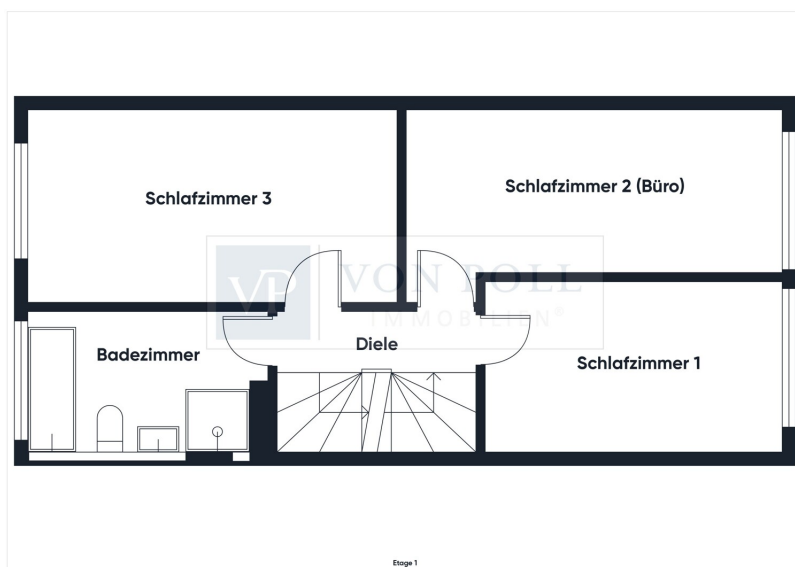 Schlafzimmer 3
Schlafzimmer 2 (Büro)
VP VON POLL
IMMOBILIEN®
Badezimmer
Diele
Schlafzimmer 1
Etage 1